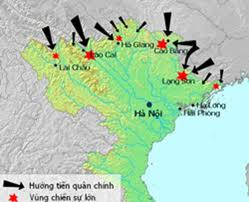 Hà Giang
Cao Bằng
Lào Cai
Lai Châu
Lạng Sơn
Hạ Long
Hà Nội
Hải Phòng
Hướng tiến quân chính
Vùng chiến sự lớn